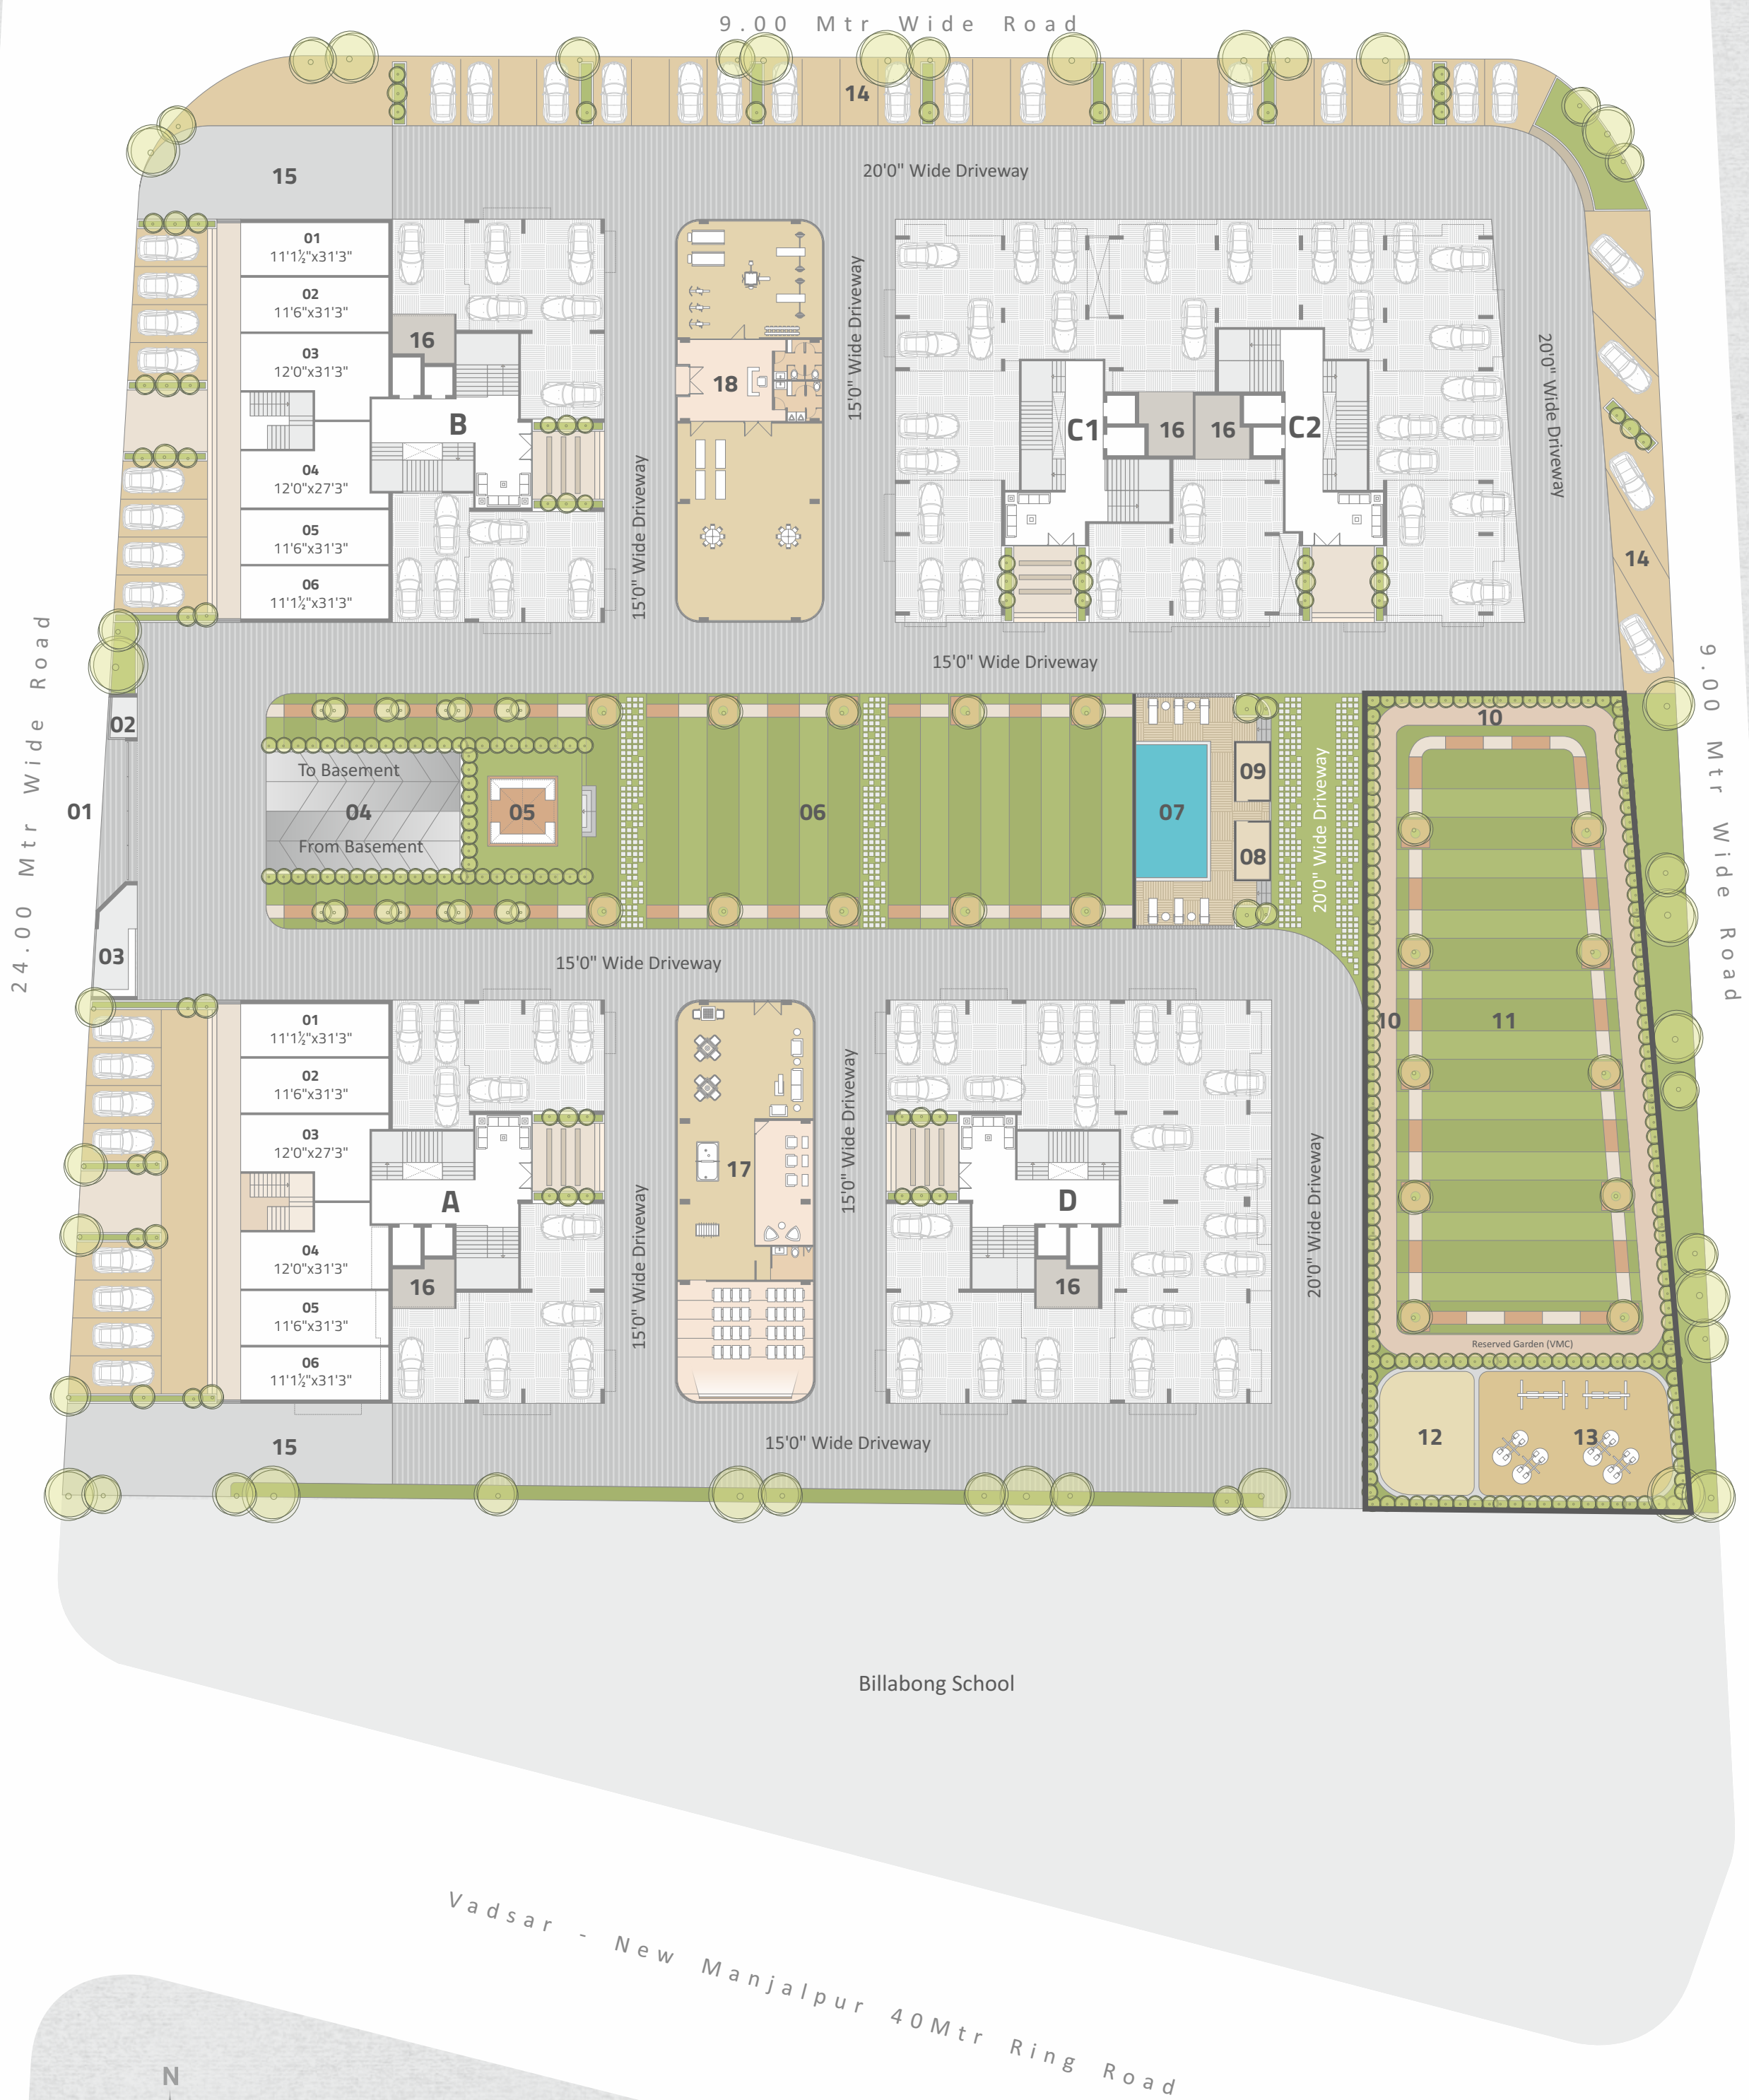 9.00 Mtr Wide Road
14
20'0" Wide Driveway
15
01
11'1½"x31'3"
02
11'6"x31'3"
03
12'0"x31'3"
04
12'0"x27'3"
05
11'6"x31'3"
06
11'1½"x31'3"
16
B
15'0" Wide Driveway
18
15'0" Wide Driveway
C1
16
16
C2
20'0" Wide Driveway
14
15'0" Wide Driveway
24.00 Mtr Wide Road
9.00 Mtr Wide Road
02
01
03
To Basement
04
From Basement
05
06
07
09
08
20'0" Wide Driveway
10
10
11
Reserved Garden (VMC)
12
13
15'0" Wide Driveway
01
11'1½"x31'3"
02
11'6"x31'3"
03
12'0"x27'3"
04
12'0"x31'3"
05
11'6"x31'3"
06
11'1½"x31'3"
A
16
15'0" Wide Driveway
17
15'0" Wide Driveway
D
16
20'0" Wide Driveway
15
15'0" Wide Driveway
Billabong School
Vadsar - New Manjalpur 40Mtr Ring Road
N